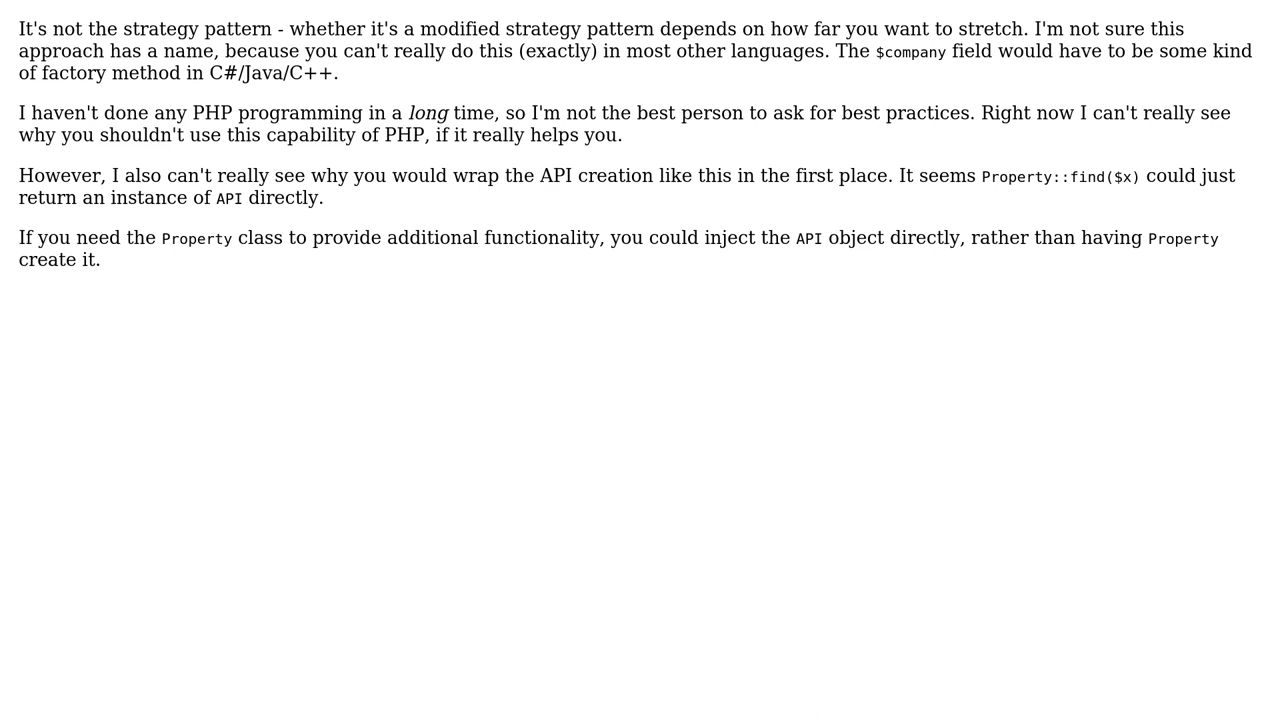 It's not the strategy pattern - whether it's a modified strategy pattern depends on how far you want to stretch. I'm not sure this
approach has a name, because you can't really do this (exactly) in most other languages. The $company field would have to be some kind
of factory method in C#/Java/C++.
I haven't done any PHP programming in a long time, so I'm not the best person to ask for best practices. Right now I can't really see
why you shouldn't use this capability of PHP, if it really helps you.
However, I also can't really see why you would wrap the API creation like this in the first place. It seems Property::find($x) could just
return an instance of API directly.
If you need the Property class to provide additional functionality, you could inject the API object directly, rather than having Property
create it.